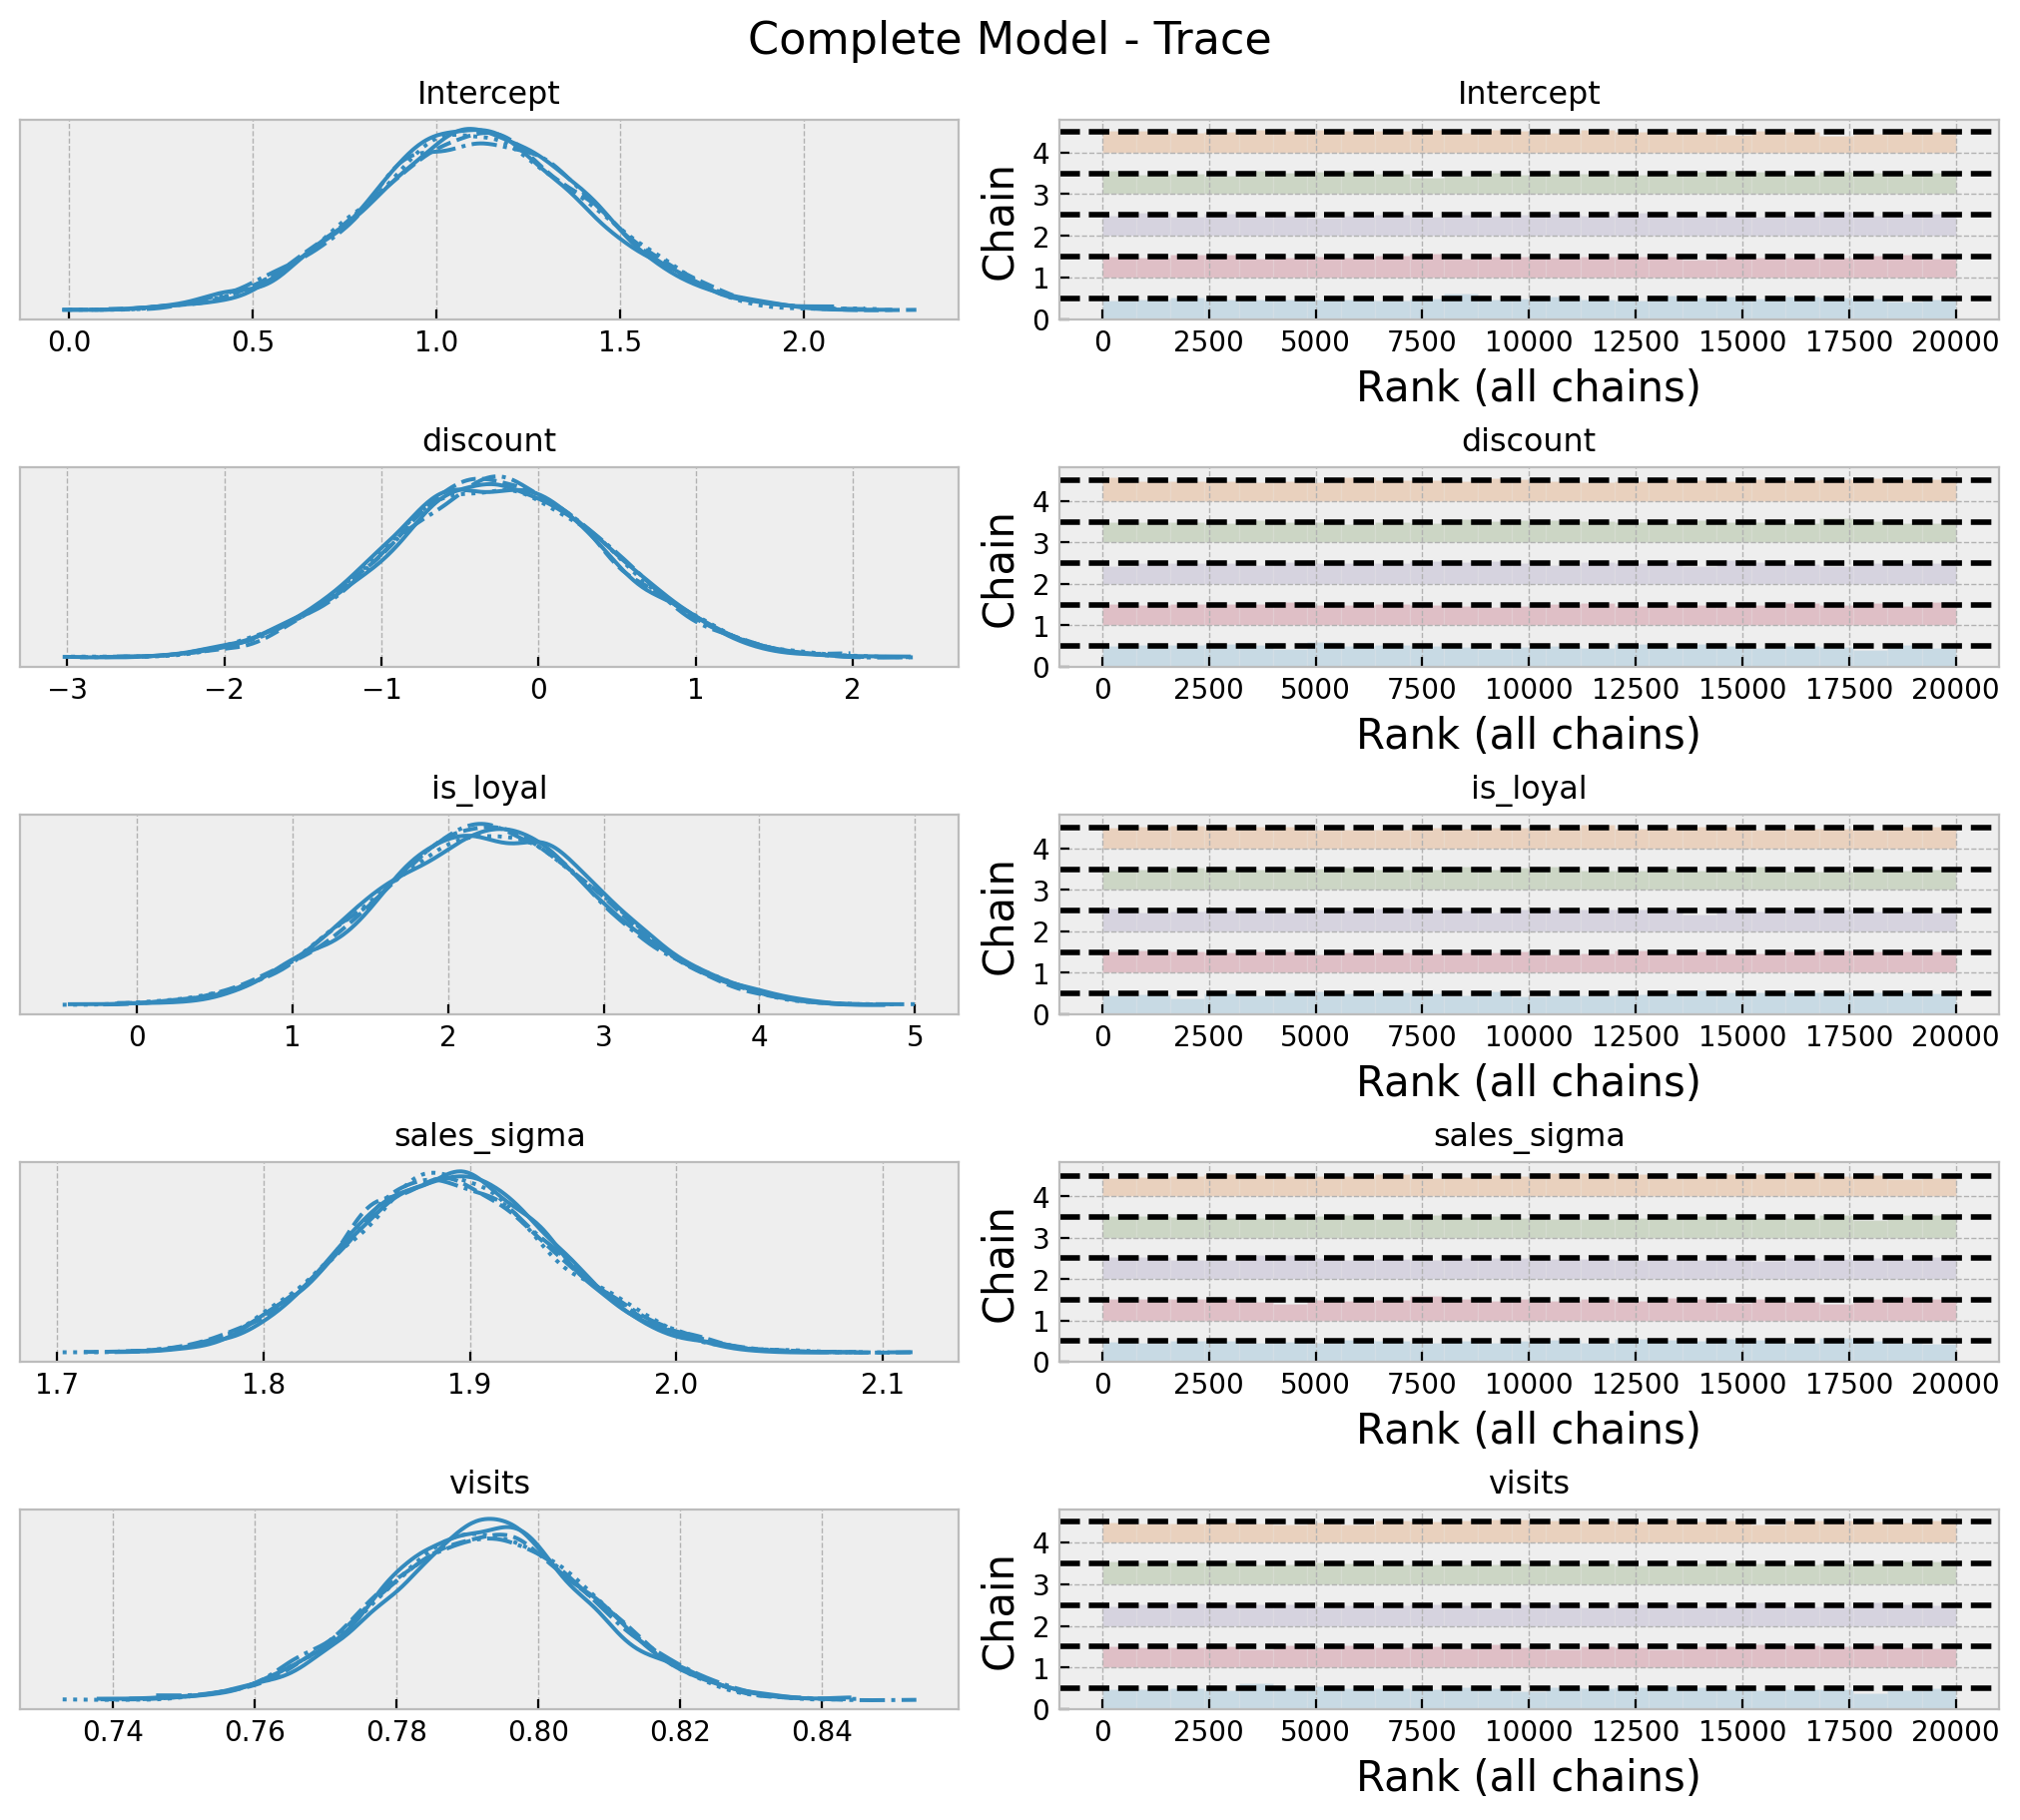 Complete Model - Trace
Intercept
Intercept
0.0 0.5 1.0 1.5 2.0
Chain
4
3
2
1
0
0 2500 5000 7500 10000 12500 15000 17500 20000
Rank (all chains)
discount
discount
−3 −2 −1 0 1 2
Chain
4
3
2
1
0
0 2500 5000 7500 10000 12500 15000 17500 20000
Rank (all chains)
is_loyal
is_loyal
0 1 2 3 4 5
Chain
4
3
2
1
0
0 2500 5000 7500 10000 12500 15000 17500 20000
Rank (all chains)
sales_sigma
sales_sigma
1.7 1.8 1.9 2.0 2.1
Chain
4
3
2
1
0
0 2500 5000 7500 10000 12500 15000 17500 20000
Rank (all chains)
visits
visits
0.74 0.76 0.78 0.80 0.82 0.84
Chain
4
3
2
1
0
0 2500 5000 7500 10000 12500 15000 17500 20000
Rank (all chains)